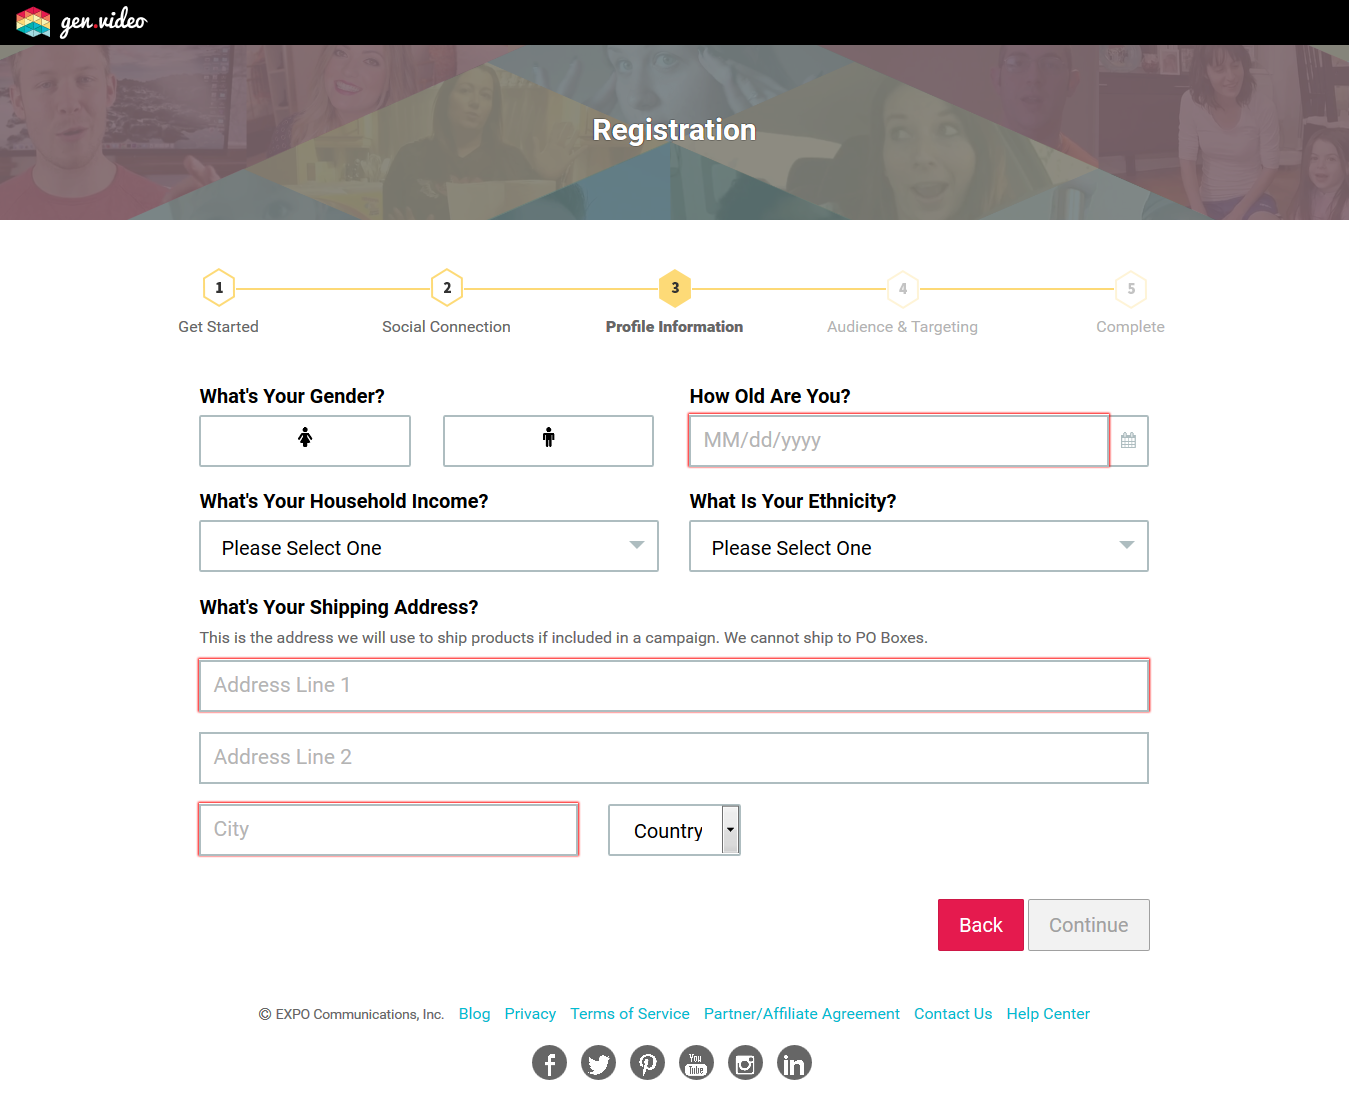 gen.video
Registration
1 2 3 4 5
Get Started Social Connection Profile Information Audience & Targeting Complete
What's Your Gender? How Old Are You?
MM/dd/yyyy
What's Your Household Income? What Is Your Ethnicity?
Please Select One Please Select One
What's Your Shipping Address?
This is the address we will use to ship products if included in a campaign. We cannot ship to PO Boxes.
Address Line 1
Address Line 2
City Country
Back Continue
© EXPO Communications, Inc. Blog Privacy Terms of Service Partner/Affiliate Agreement Contact Us Help Center
You
Tube